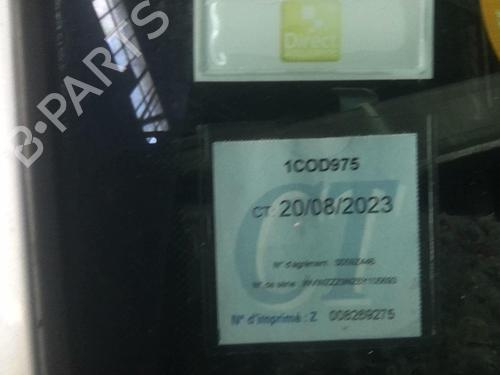 Direct
B-PARTS
1COD975
CT: 20/08/2023
N° d'agrément :
N° de série :
N° d'imprimé : Z 008269275